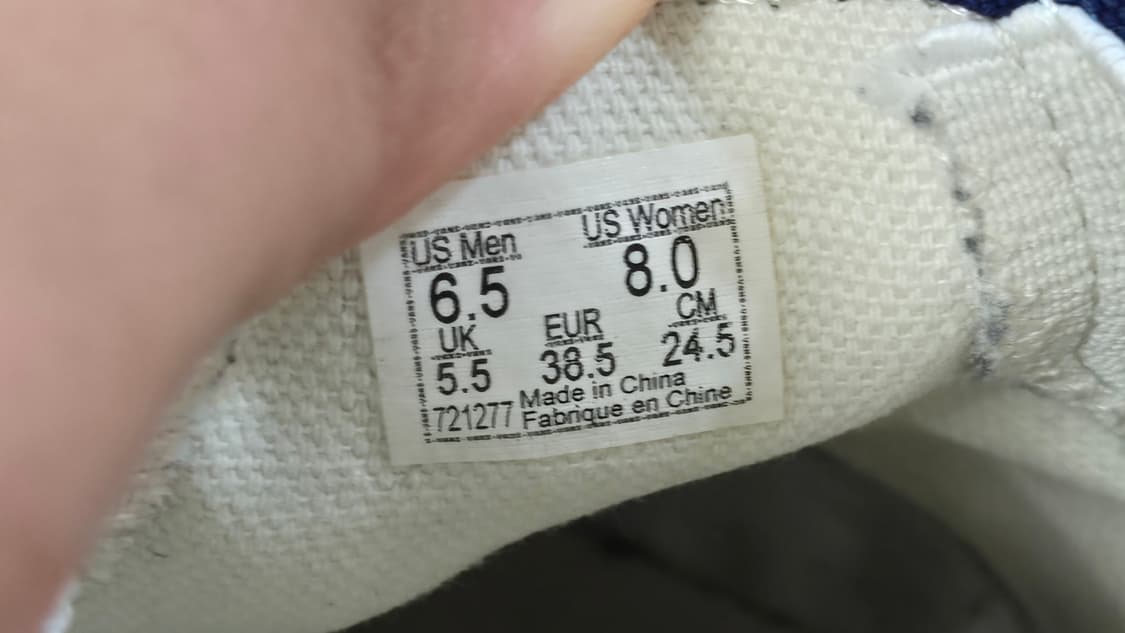 US Men US Women
6.5 8.0
UK EUR CM
5.5 38.5 24.5
721277 Made in China
Fabrique en Chine